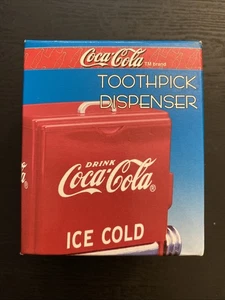 Coca-Cola TM brand
TOOTHPICK
DISPENSER
DRINK
Coca-Cola®
ICE COLD